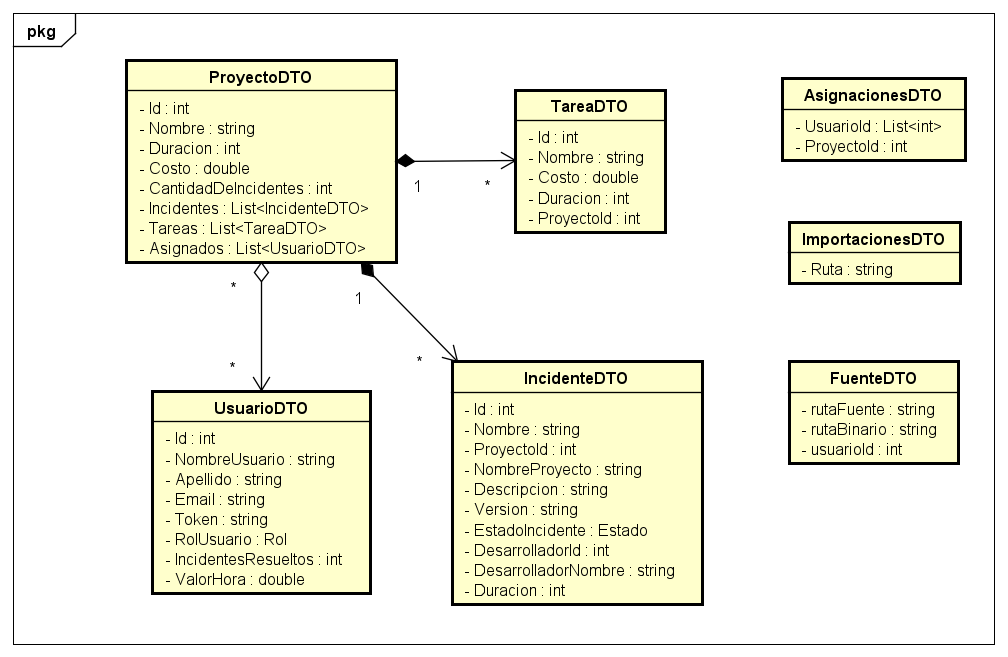 pkg
ProyectoDTO
- Id : int
- Nombre : string
- Duracion : int
- Costo : double
- CantidadDeIncidentes : int
- Incidentes : List<IncidenteDTO>
- Tareas : List<TareaDTO>
- Asignados : List<UsuarioDTO>
1
*
TareaDTO
- Id : int
- Nombre : string
- Costo : double
- Duracion : int
- ProyectoId : int
AsignacionesDTO
- UsuarioId : List<int>
- ProyectoId : int
ImportacionesDTO
- Ruta : string
*
*
1
*
UsuarioDTO
- Id : int
- NombreUsuario : string
- Apellido : string
- Email : string
- Token : string
- RolUsuario : Rol
- IncidentesResueltos : int
- ValorHora : double
IncidenteDTO
- Id : int
- Nombre : string
- ProyectoId : int
- NombreProyecto : string
- Descripcion : string
- Version : string
- EstadoIncidente : Estado
- DesarrolladorId : int
- DesarrolladorNombre : string
- Duracion : int
FuenteDTO
- rutaFuente : string
- rutaBinario : string
- usuarioId : int